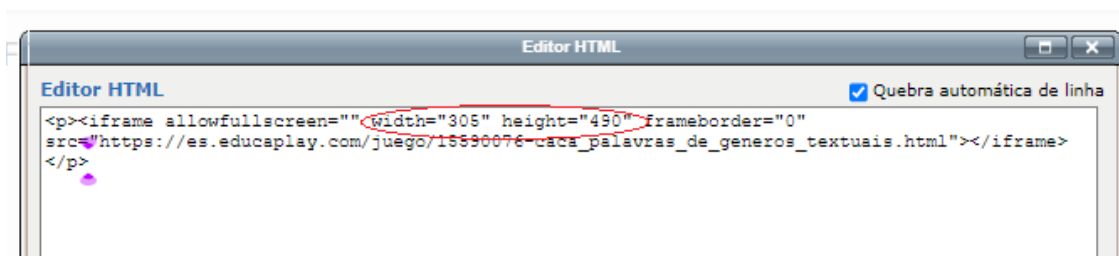 Editor HTML
Editor HTML
Quebra automática de linha
<p><iframe allowfullscreen="" width="305" height="490" frameborder="0"
src="https://es.educaplay.com/juego/15590076-caca_palavras_de_generos_textuais.html"></iframe>
</p>